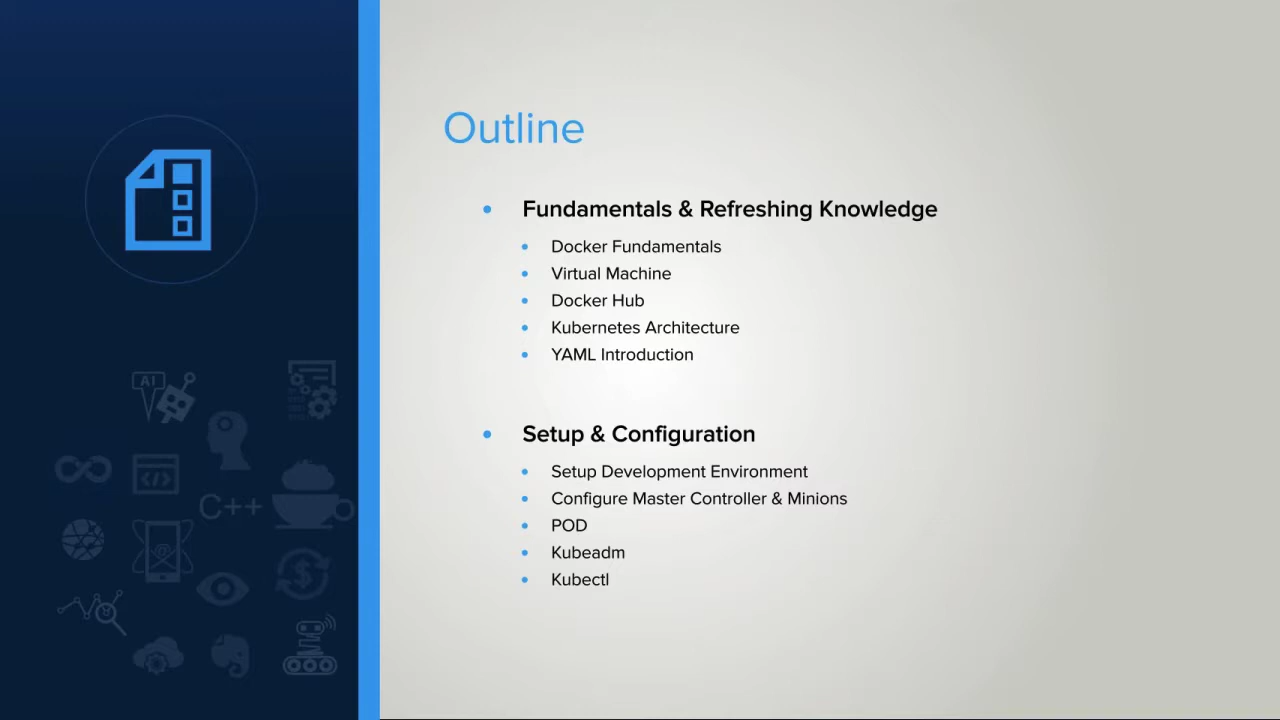 Outline
Fundamentals & Refreshing Knowledge
Docker Fundamentals
Virtual Machine
Docker Hub
Kubernetes Architecture
YAML Introduction
Setup & Configuration
Setup Development Environment
Configure Master Controller & Minions
POD
Kubeadm
Kubectl
AI
C++